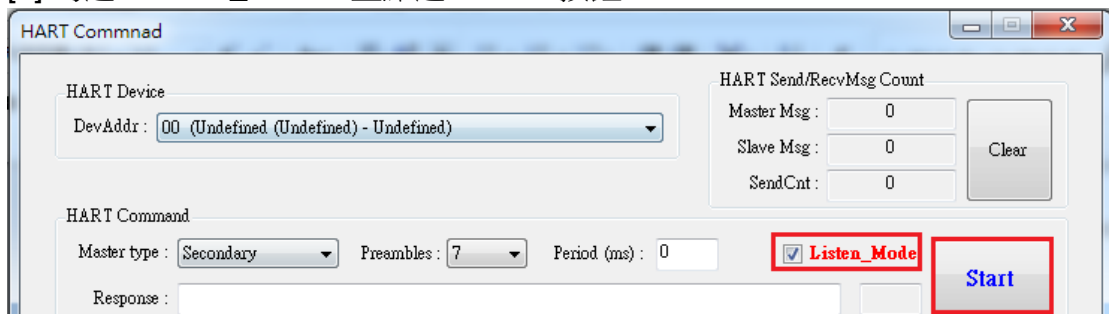 HART Commnad
HART Device
DevAddr : 00 (Undefined (Undefined) - Undefined)
HART Send/RecvMsg Count
Master Msg : 0
Slave Msg : 0
SendCnt : 0
Clear
HART Command
Master type : Secondary Preambles : 7 Period (ms) : 0 Listen_Mode
Start
Response :